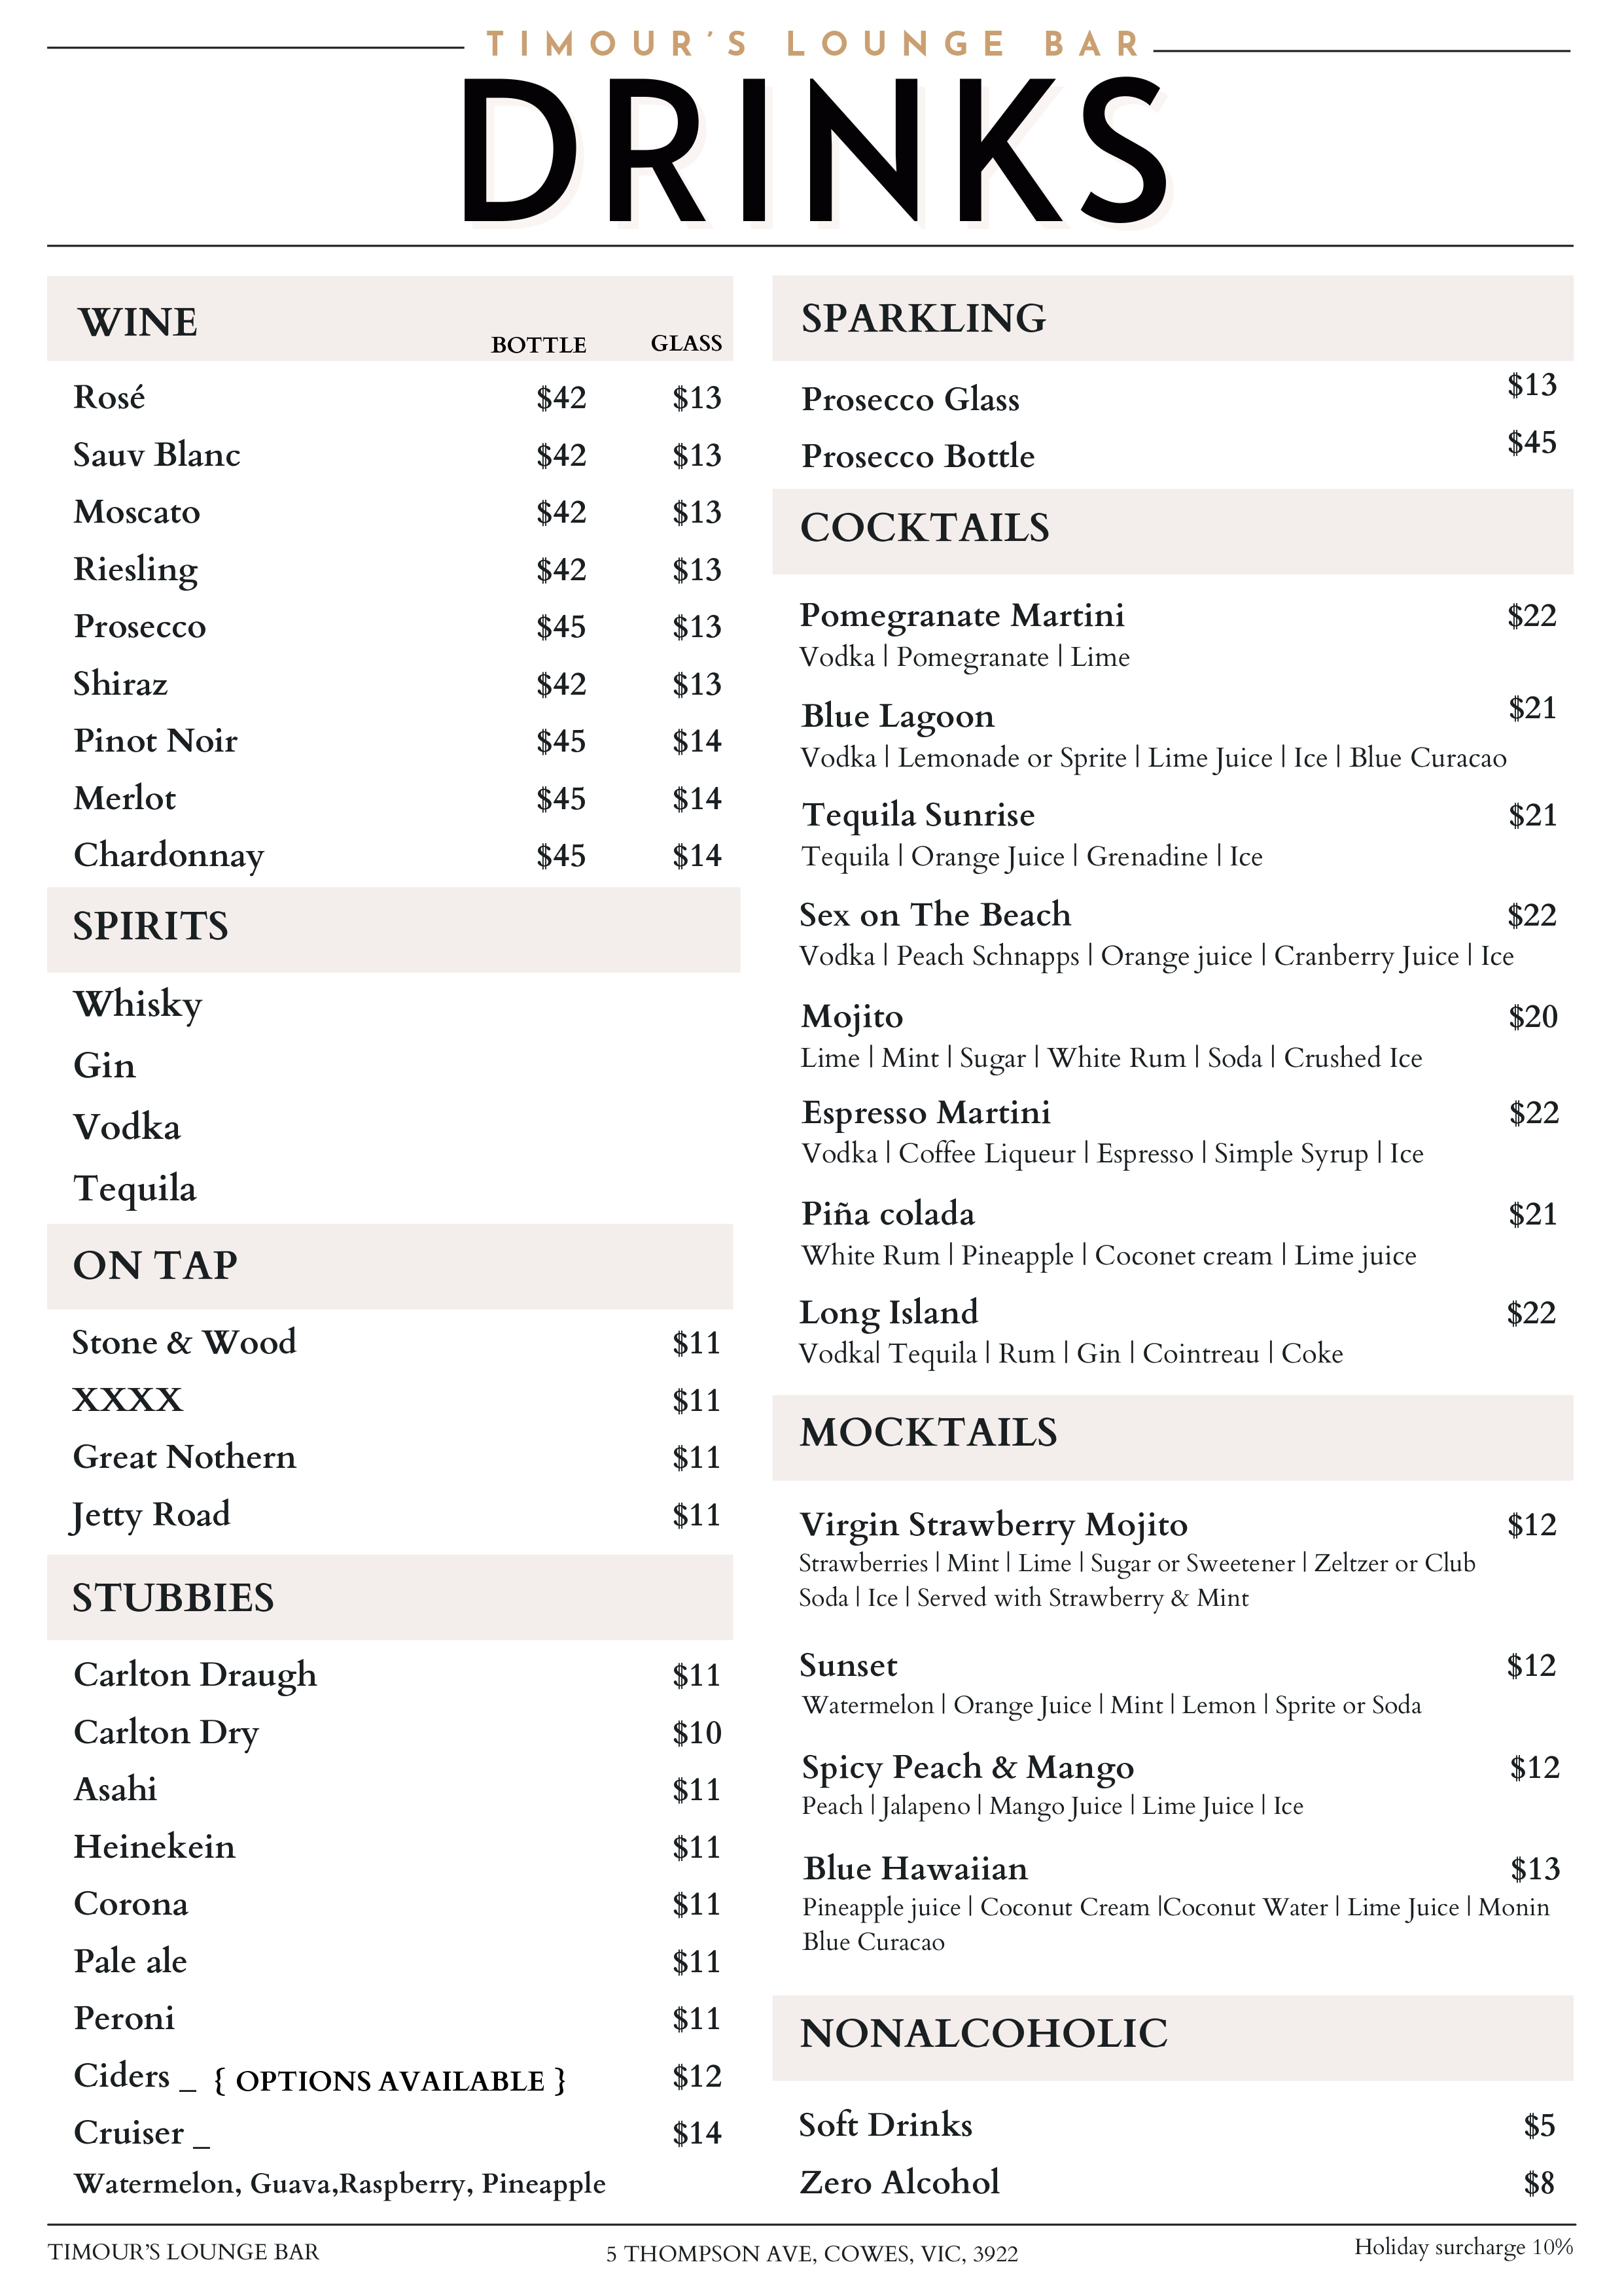 TIMOUR'S LOUNGE BAR
DRINKS
WINE
BOTTLE GLASS
Rosé $42 $13
Sauv Blanc $42 $13
Moscato $42 $13
Riesling $42 $13
Prosecco $45 $13
Shiraz $42 $13
Pinot Noir $45 $14
Merlot $45 $14
Chardonnay $45 $14
SPIRITS
Whisky
Gin
Vodka
Tequila
ON TAP
Stone & Wood $11
XXXX $11
Great Nothern $11
Jetty Road $11
STUBBIES
Carlton Draugh $11
Carlton Dry $10
Asahi $11
Heinekein $11
Corona $11
Pale ale $11
Peroni $11
Ciders _ { OPTIONS AVAILABLE } $12
Cruiser _ $14
Watermelon, Guava,Raspberry, Pineapple
SPARKLING
Prosecco Glass $13
Prosecco Bottle $45
COCKTAILS
Pomegranate Martini $22
Vodka | Pomegranate | Lime
Blue Lagoon $21
Vodka | Lemonade or Sprite | Lime Juice | Ice | Blue Curacao
Tequila Sunrise $21
Tequila | Orange Juice | Grenadine | Ice
Sex on The Beach $22
Vodka | Peach Schnapps | Orange juice | Cranberry Juice | Ice
Mojito $20
Lime | Mint | Sugar | White Rum | Soda | Crushed Ice
Espresso Martini $22
Vodka | Coffee Liqueur | Espresso | Simple Syrup | Ice
Piña colada $21
White Rum | Pineapple | Coconet cream | Lime juice
Long Island $22
Vodka| Tequila | Rum | Gin | Cointreau | Coke
MOCKTAILS
Virgin Strawberry Mojito $12
Strawberries | Mint | Lime | Sugar or Sweetener | Zeltzer or Club
Soda | Ice | Served with Strawberry & Mint
Sunset $12
Watermelon | Orange Juice | Mint | Lemon | Sprite or Soda
Spicy Peach & Mango $12
Peach | Jalapeno | Mango Juice | Lime Juice | Ice
Blue Hawaiian $13
Pineapple juice | Coconut Cream |Coconut Water | Lime Juice | Monin
Blue Curacao
NONALCOHOLIC
Soft Drinks $5
Zero Alcohol $8
TIMOUR'S LOUNGE BAR
5 THOMPSON AVE, COWES, VIC, 3922
Holiday surcharge 10%